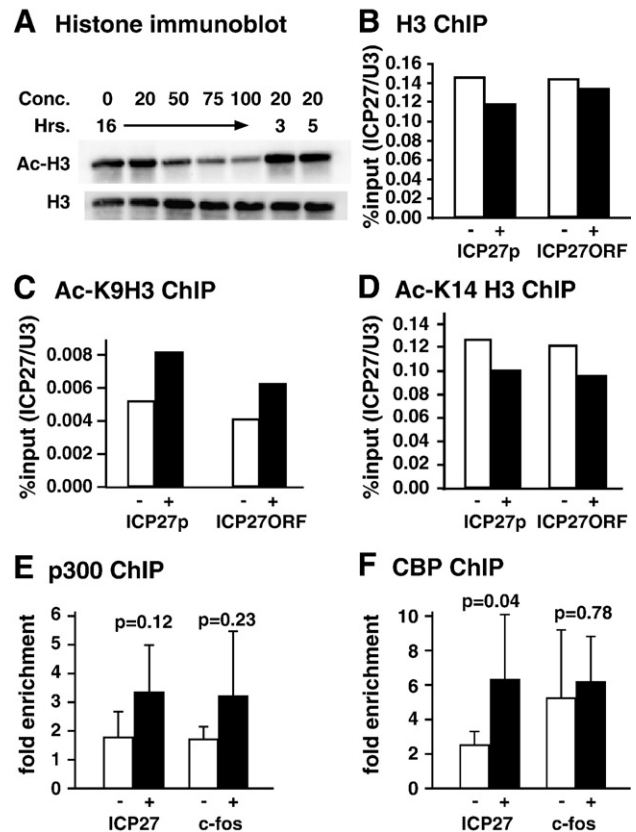 A Histone immunoblot
Conc. 0 20 50 75 100 20 20
Hrs. 16 3 5
Ac-H3
H3
B H3 ChIP
%input (ICP27/U3)
0.16
0.14
0.12
0.10
0.08
0.06
0.04
0.02
0.00
- + - +
ICP27p ICP27ORF
C Ac-K9H3 ChIP
%input (ICP27/U3)
0.008
0.006
0.004
0.002
0.000
- + - +
ICP27p ICP27ORF
D Ac-K14 H3 ChIP
%input (ICP27/U3)
0.14
0.12
0.10
0.08
0.06
0.04
0.02
0.00
- + - +
ICP27p ICP27ORF
E p300 ChIP
fold enrichment
6
5
4
3
2
1
0
p=0.12 p=0.23
- + - +
ICP27 c-fos
F CBP ChIP
fold enrichment
10
8
6
4
2
0
p=0.04 p=0.78
- + - +
ICP27 c-fos